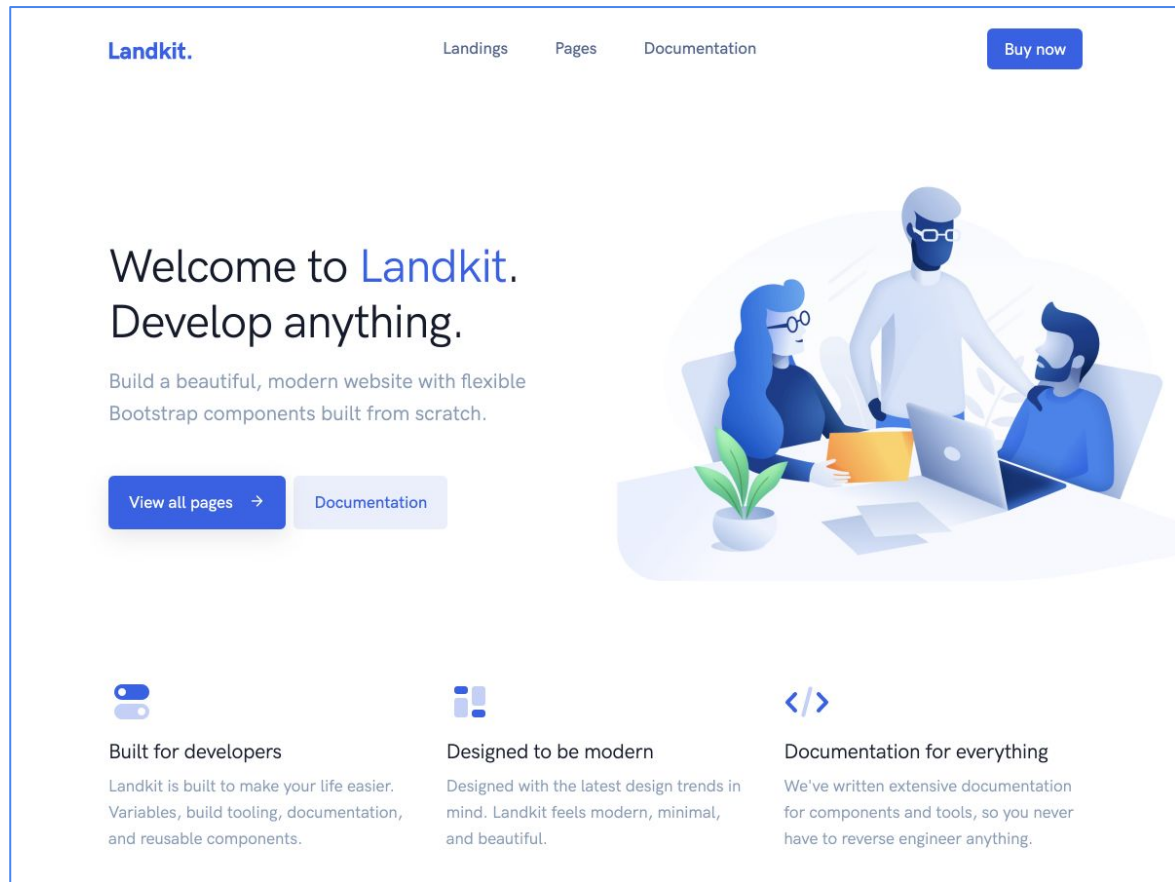 Landkit.
Landings
Pages
Documentation
Buy now
Welcome to Landkit.
Develop anything.
Build a beautiful, modern website with flexible
Bootstrap components built from scratch.
View all pages →
Documentation
Built for developers
Landkit is built to make your life easier.
Variables, build tooling, documentation,
and reusable components.
Designed to be modern
Designed with the latest design trends in
mind. Landkit feels modern, minimal,
and beautiful.
Documentation for everything
We've written extensive documentation
for components and tools, so you never
have to reverse engineer anything.